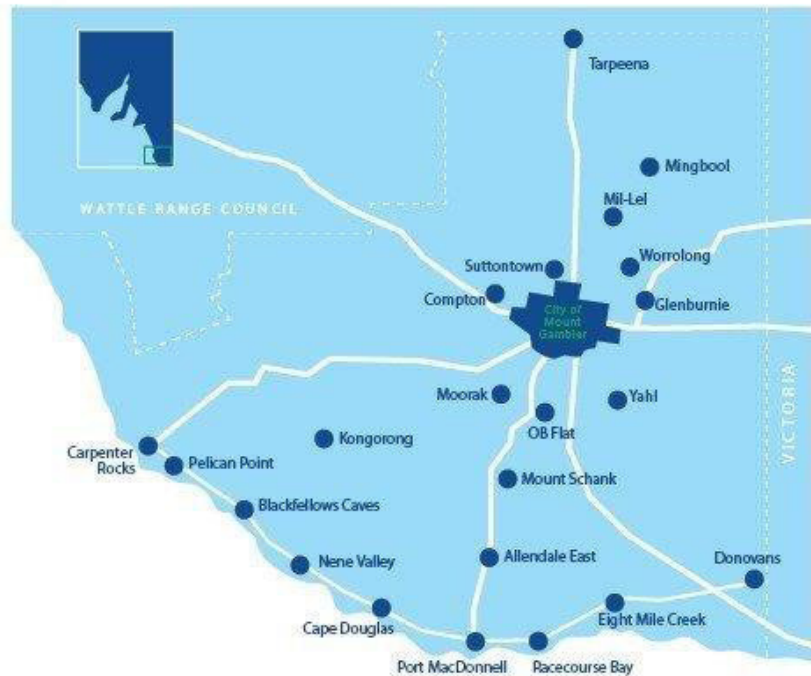 Tarpeena
Mingbool
Mil-Lel
WATTLE RANGE COUNCIL
Worrolong
Suttontown
Compton
Glenburnie
City of
Mount
Gambier
Moorak
Yahl
OB Flat
VICTORIA
Kongorong
Carpenter
Rocks
Pelican Point
Mount Schank
Blackfellows Caves
Allendale East
Donovans
Nene Valley
Eight Mile Creek
Cape Douglas
Port MacDonnell
Racecourse Bay